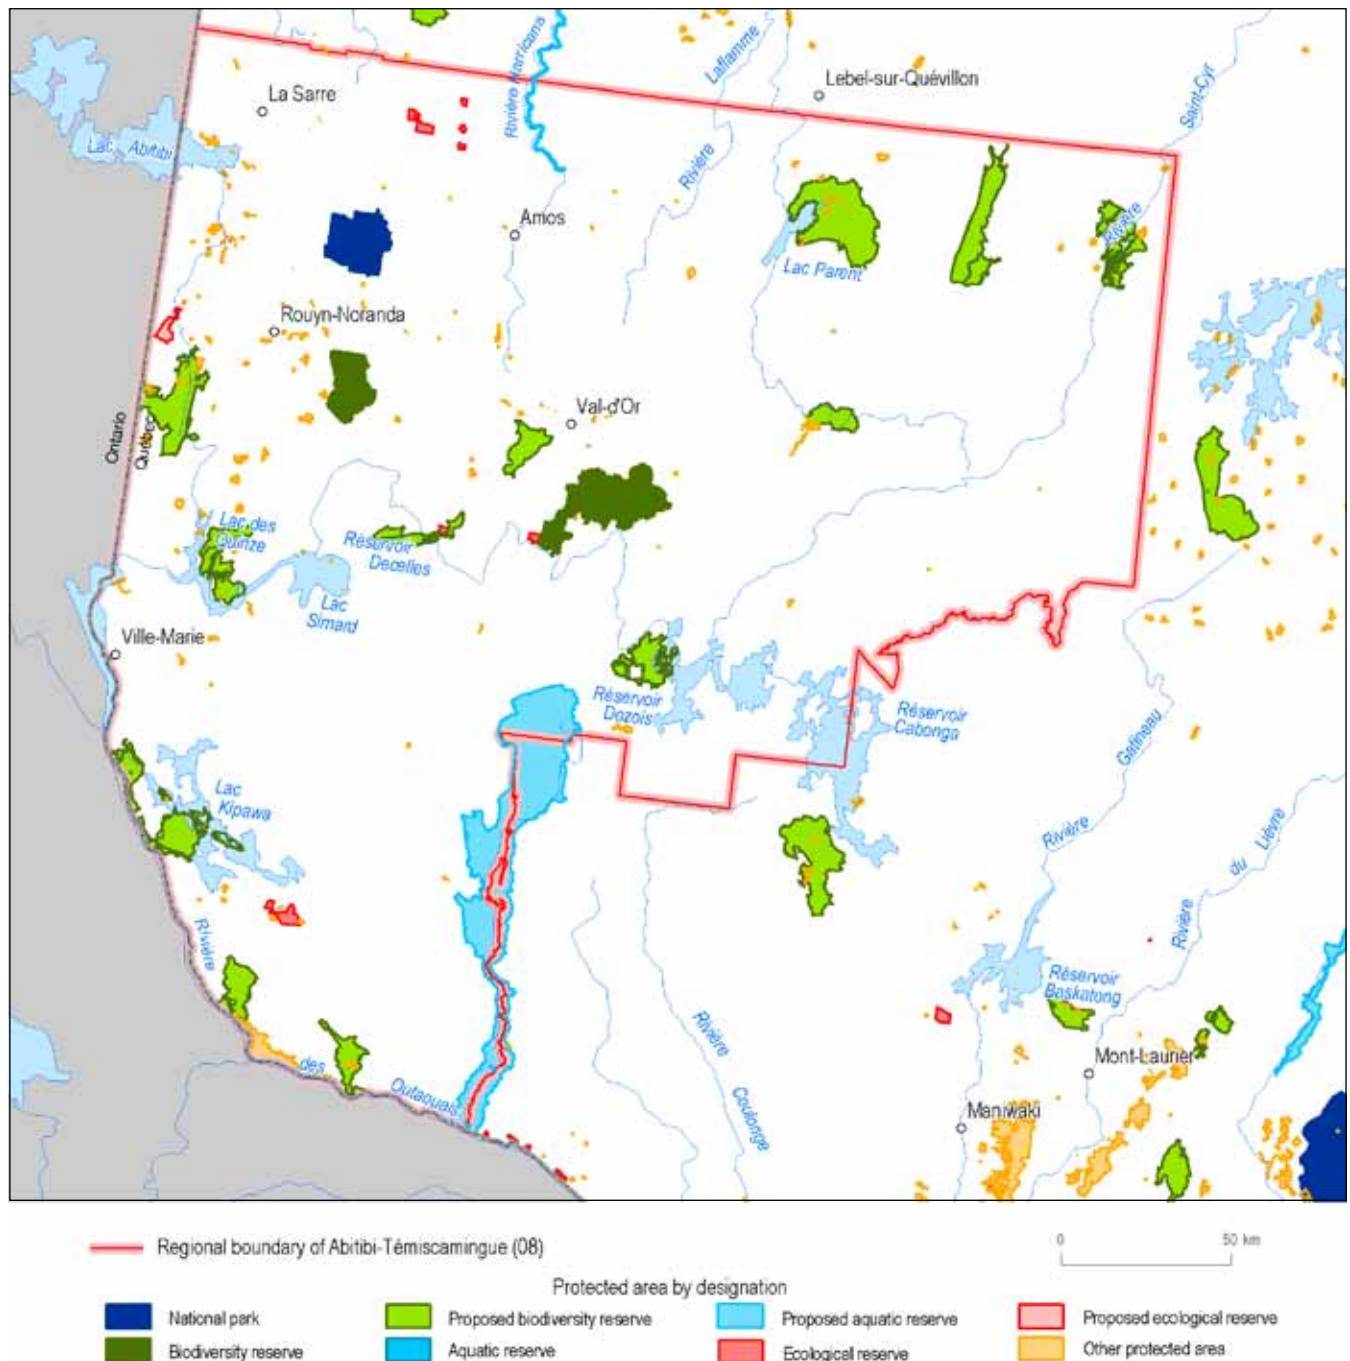 Rivière Harricana
Laflamme
Lebel-sur-Quévillon
Saint-Cyr
La Sarre
Lac Abitibi
Rivière
Amos
Rivière
Lac Parent
Rouyn-Noranda
Ontario
Québec
Val-d'Or
Lac des
Quinze
Réservoir
Decelles
Lac
Simard
Ville-Marie
Réservoir
Dozois
Réservoir
Cabonga
Gatineau
Lac
Kipawa
Rivière
du Lièvre
Rivière
Rivière
Réservoir
Baskatong
Rivière
des
Outaouais
Mont-Laurier
Coulonge
Maniwaki
Regional boundary of Abitibi-Témiscamingue (08)
0 50 km
Protected area by designation
National park
Proposed biodiversity reserve
Proposed aquatic reserve
Proposed ecological reserve
Biodiversity reserve
Aquatic reserve
Ecological reserve
Other protected area